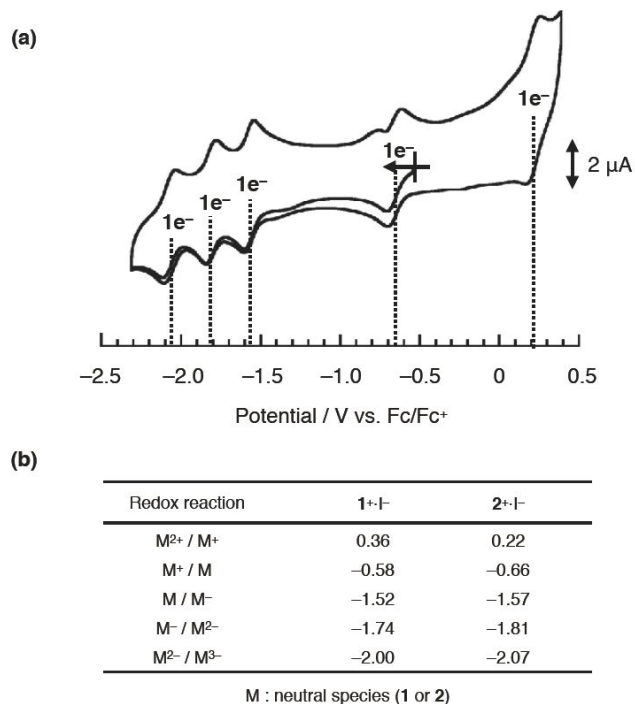 (a)
1e–
1e–
1e–
1e–
1e–
2 μA
–2.5 –2.0 –1.5 –1.0 –0.5 0 0.5
Potential / V vs. Fc/Fc⁺
(b)
Redox reaction 1⁺·I⁻ 2⁺·I⁻
M²⁺ / M⁺ 0.36 0.22
M⁺ / M –0.58 –0.66
M / M⁻ –1.52 –1.57
M⁻ / M²⁻ –1.74 –1.81
M²⁻ / M³⁻ –2.00 –2.07
M : neutral species (1 or 2)